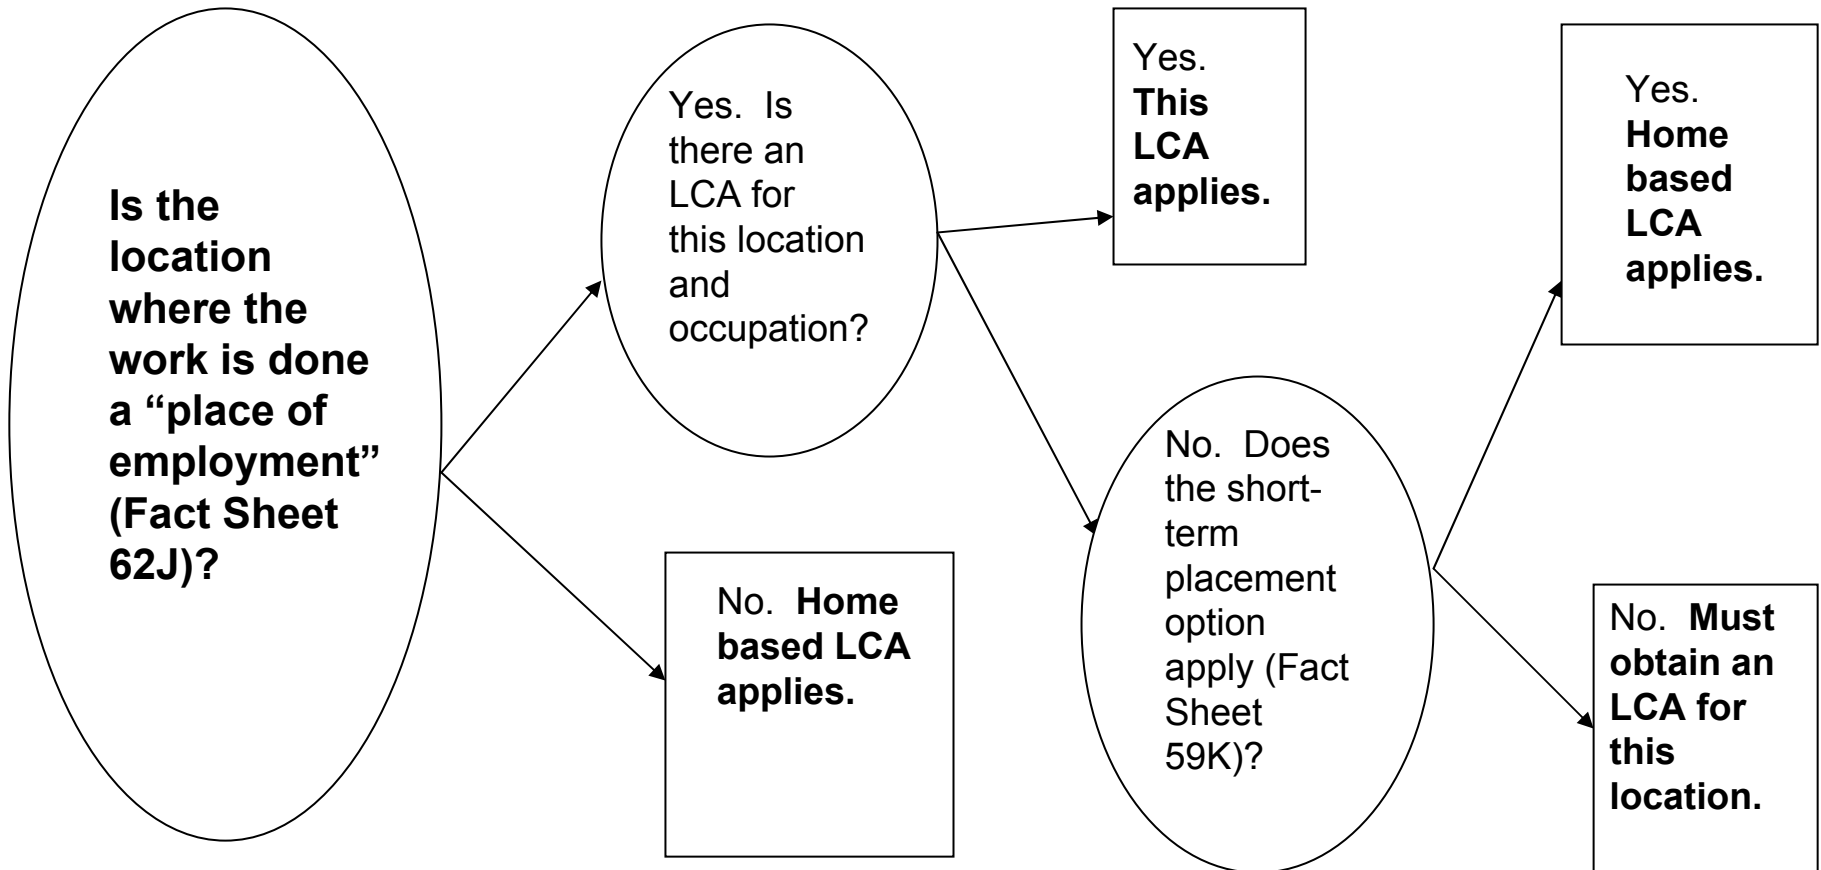 Is the
location
where the
work is done
a “place of
employment”
(Fact Sheet
62J)?
Yes.  Is
there an
LCA for
this location
and
occupation?
No.  Home
based LCA
applies.
Yes.
This
LCA
applies.
No.  Does
the short-
term
placement
option
apply (Fact
Sheet
59K)?
Yes.
Home
based
LCA
applies.
No.  Must
obtain an
LCA for
this
location.